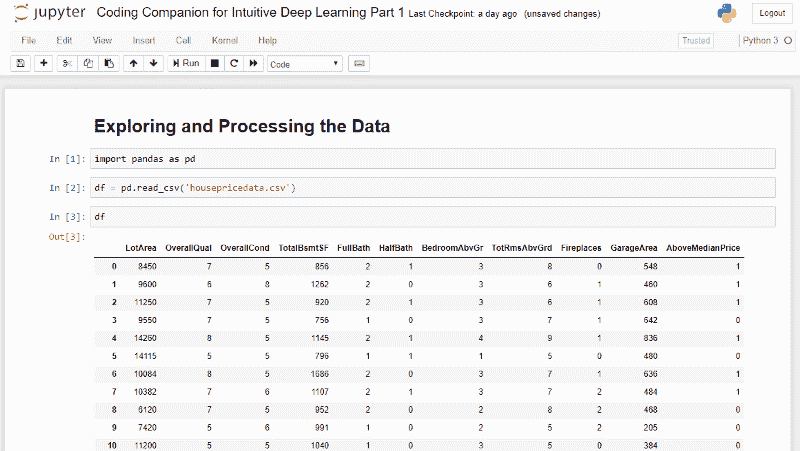 jupyter Coding Companion for Intuitive Deep Learning Part 1 Last Checkpoint: a day ago (unsaved changes) Logout
File Edit View Insert Cell Kernel Help Trusted Python 3
Run Code
Exploring and Processing the Data
In [1]: import pandas as pd
In [2]: df = pd.read_csv('housepricedata.csv')
In [3]: df
Out[3]:
LotArea OverallQual OverallCond TotalBsmtSF FullBath HalfBath BedroomAbvGr TotRmsAbvGrd Fireplaces GarageArea AboveMedianPrice
0 8450 7 5 856 2 1 3 8 0 548 1
1 9600 6 8 1262 2 0 3 6 1 460 1
2 11250 7 5 920 2 1 3 6 1 608 1
3 9550 7 5 756 1 0 3 7 1 642 0
4 14260 8 5 1145 2 1 4 9 1 836 1
5 14115 5 5 796 1 1 1 5 0 480 0
6 10084 8 5 1686 2 0 3 7 1 636 1
7 10382 7 6 1107 2 1 3 7 2 484 1
8 6120 7 5 952 2 0 2 8 2 468 0
9 7420 5 6 991 1 0 2 5 2 205 0
10 11200 5 5 1040 1 0 3 5 0 384 0